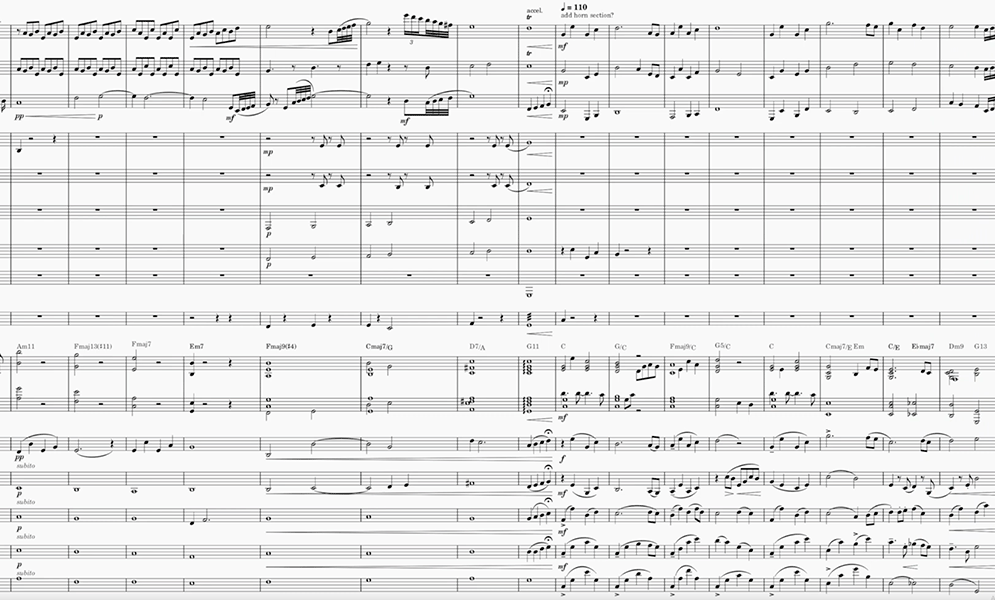 accel.
♩ = 110
add horn section?
tr
mf
tr
mp
pp
p
mf
mf
mp
mp
mp
p
p
Am11 Fmaj13(♯11) Fmaj7 Em7 Fmaj9(♯4) Cmaj7/G D7/A G11 C G/C Fmaj9/C G5/C C Cmaj7/E Em C/E E♭maj7 Dm9 G13
mf
pp
f
subito
p
mf
subito
p
mf
subito
p
mf
subito